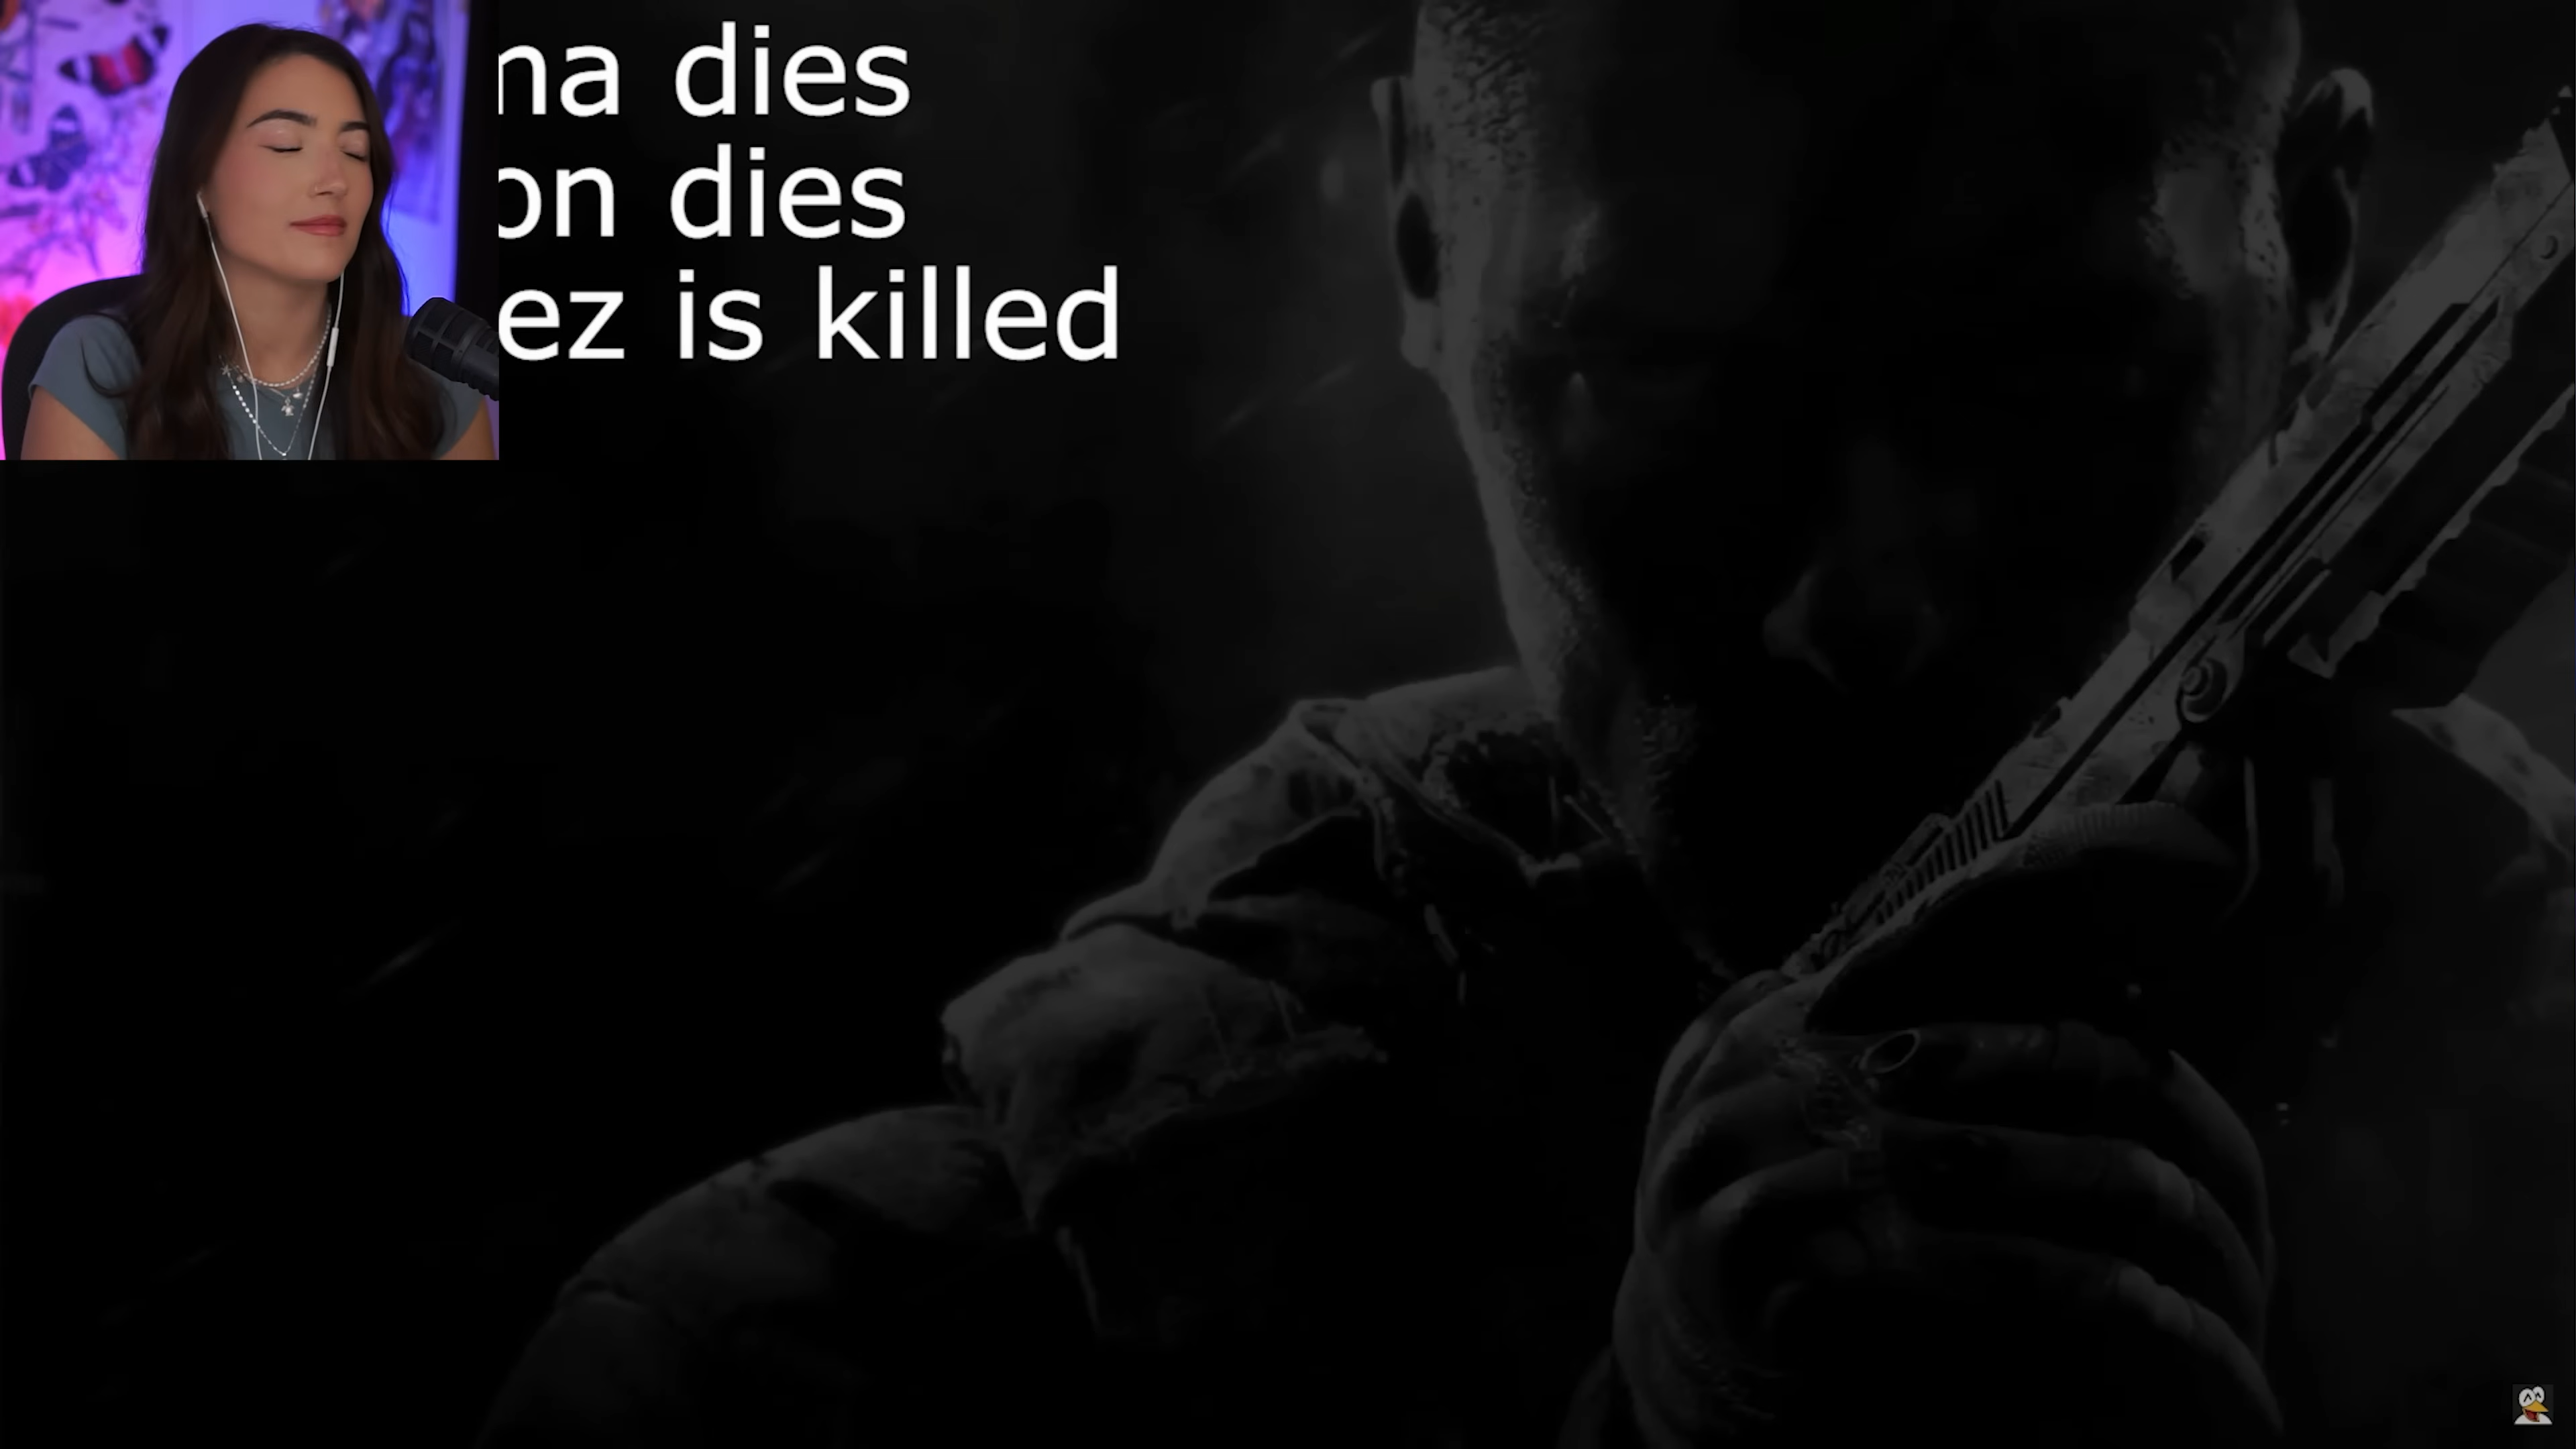 na dies
on dies
ez is killed